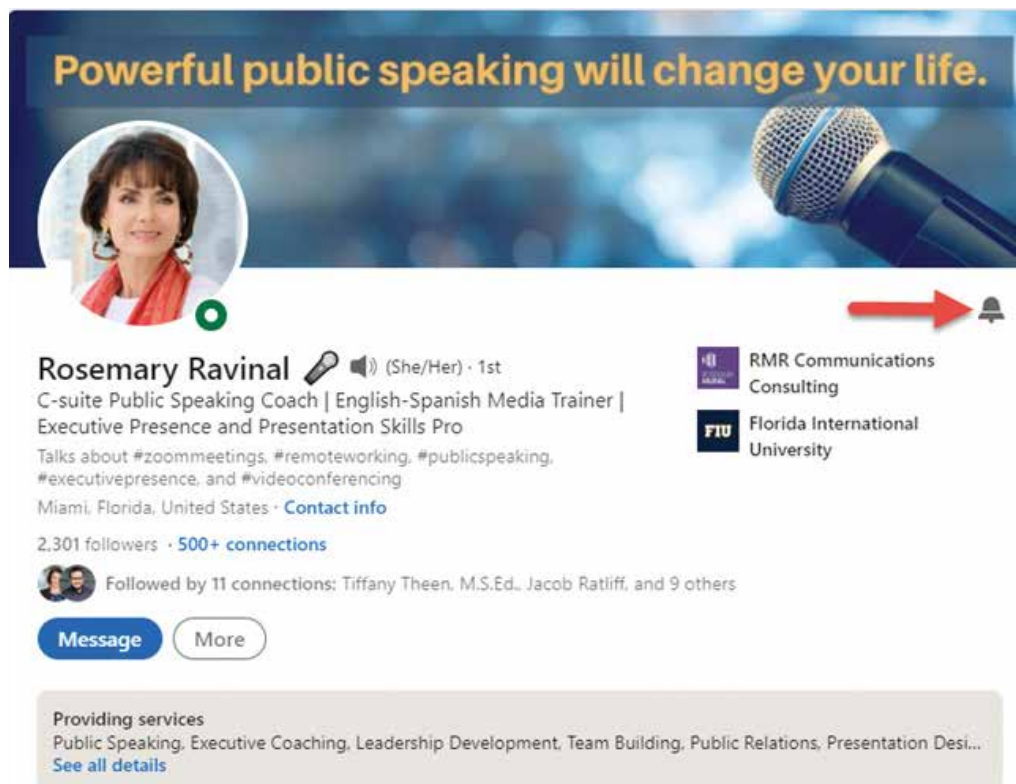 Powerful public speaking will change your life.
Rosemary Ravinal (She/Her) · 1st
C-suite Public Speaking Coach | English-Spanish Media Trainer |
Executive Presence and Presentation Skills Pro
Talks about #zoommeetings, #remoteworking, #publicspeaking,
#executivepresence, and #videoconferencing
Miami, Florida, United States · Contact info
2,301 followers · 500+ connections
Followed by 11 connections: Tiffany Theen, M.S.Ed., Jacob Ratliff, and 9 others
Message
More
RMR Communications
Consulting
FIU
Florida International
University
Providing services
Public Speaking, Executive Coaching, Leadership Development, Team Building, Public Relations, Presentation Desi...
See all details